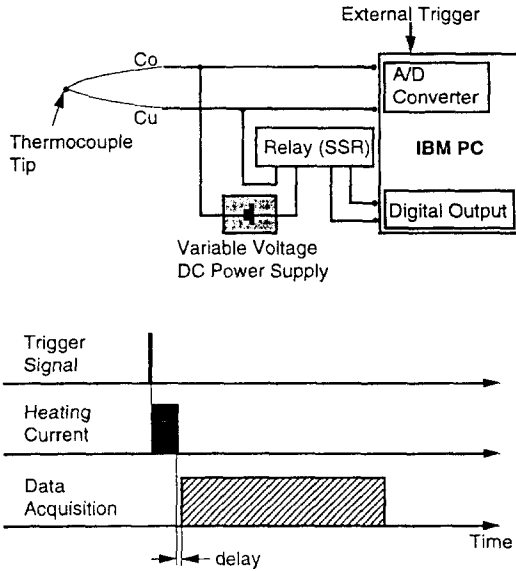 External Trigger
Co
A/D
Converter
Cu
Thermocouple
Tip
Relay (SSR)
IBM PC
Digital Output
Variable Voltage
DC Power Supply
Trigger
Signal
Heating
Current
Data
Acquisition
Time
delay